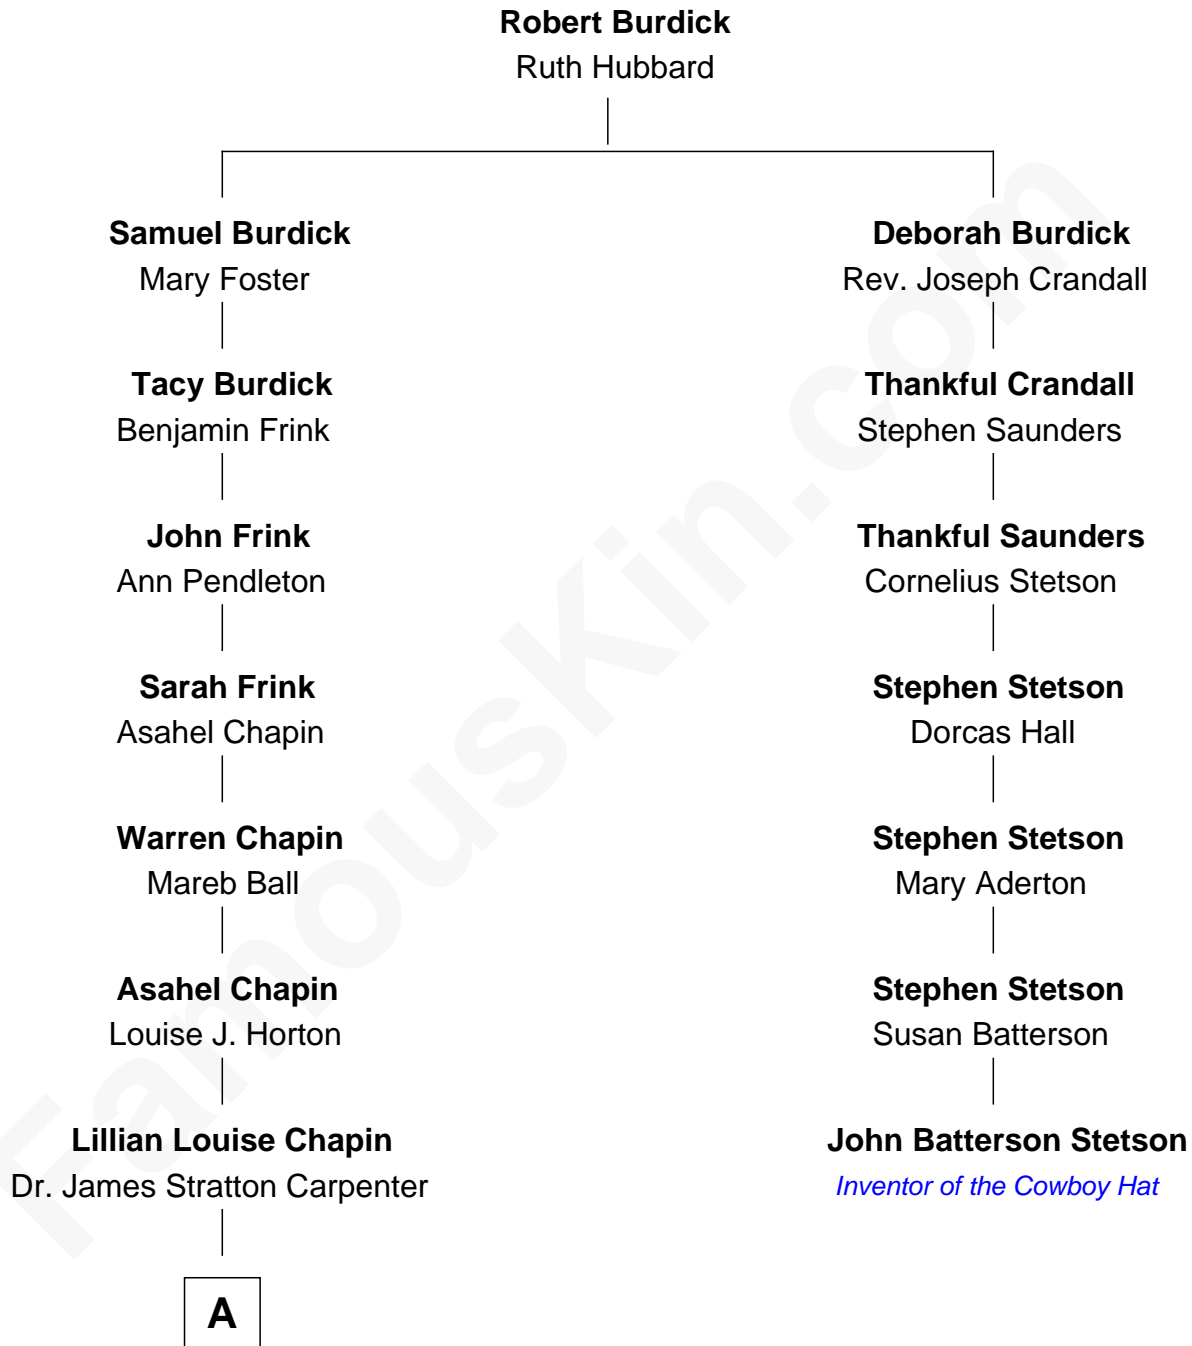 Robert Burdick
Ruth Hubbard
Samuel Burdick
Mary Foster
Deborah Burdick
Rev. Joseph Crandall
Tacy Burdick
Benjamin Frink
Thankful Crandall
Stephen Saunders
John Frink
Ann Pendleton
Thankful Saunders
Cornelius Stetson
Sarah Frink
Asahel Chapin
Stephen Stetson
Dorcas Hall
Warren Chapin
Mareb Ball
Stephen Stetson
Mary Aderton
Asahel Chapin
Louise J. Horton
Stephen Stetson
Susan Batterson
Lillian Louise Chapin
Dr. James Stratton Carpenter
John Batterson Stetson
Inventor of the Cowboy Hat
A
FamousKin.com